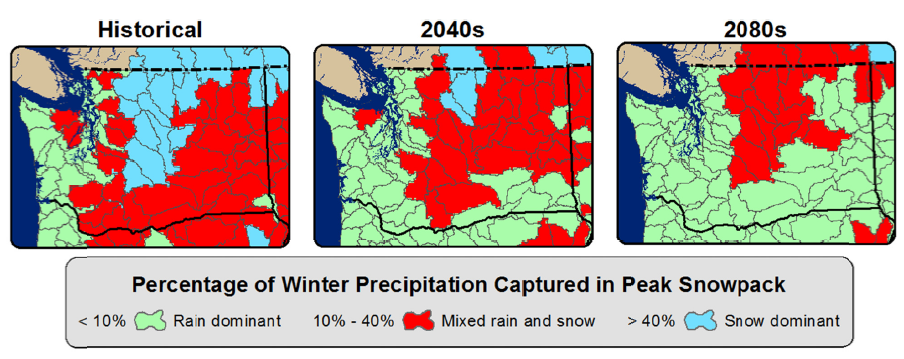 Historical
2040s
2080s
Percentage of Winter Precipitation Captured in Peak Snowpack
< 10% Rain dominant 10% - 40% Mixed rain and snow > 40% Snow dominant